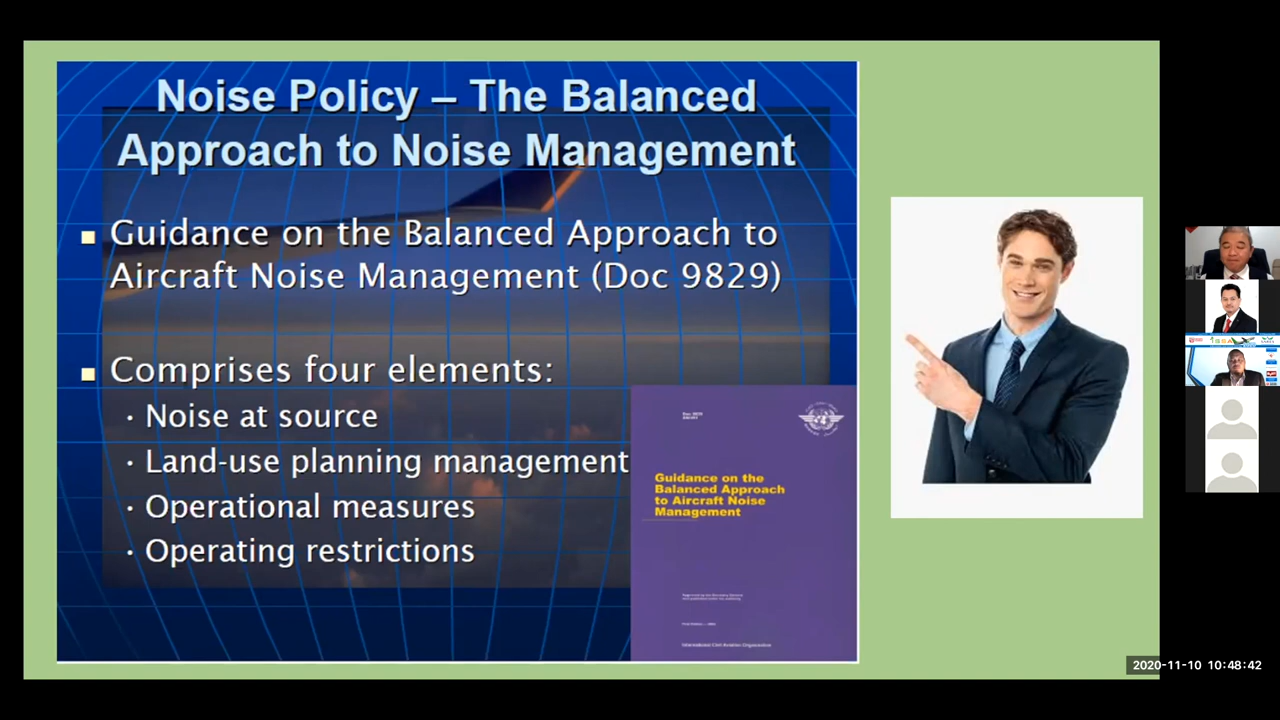 Noise Policy – The Balanced
Approach to Noise Management
Guidance on the Balanced Approach to
Aircraft Noise Management (Doc 9829)
Comprises four elements:
· Noise at source
· Land-use planning management
· Operational measures
· Operating restrictions
Guidance on the
Balanced Approach
to Aircraft Noise
Management
International Civil Aviation Organization
2020-11-10 10:48:42